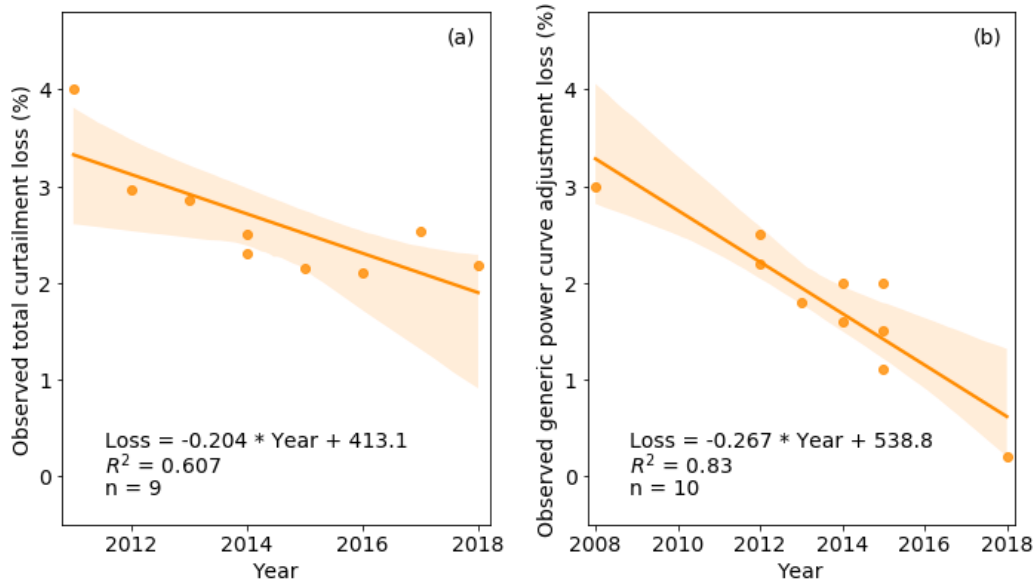 (a)
Observed total curtailment loss (%)
4
3
2
1
0
Loss = -0.204 * Year + 413.1
R² = 0.607
n = 9
2012 2014 2016 2018
Year
(b)
Observed generic power curve adjustment loss (%)
4
3
2
1
0
Loss = -0.267 * Year + 538.8
R² = 0.83
n = 10
2008 2010 2012 2014 2016 2018
Year